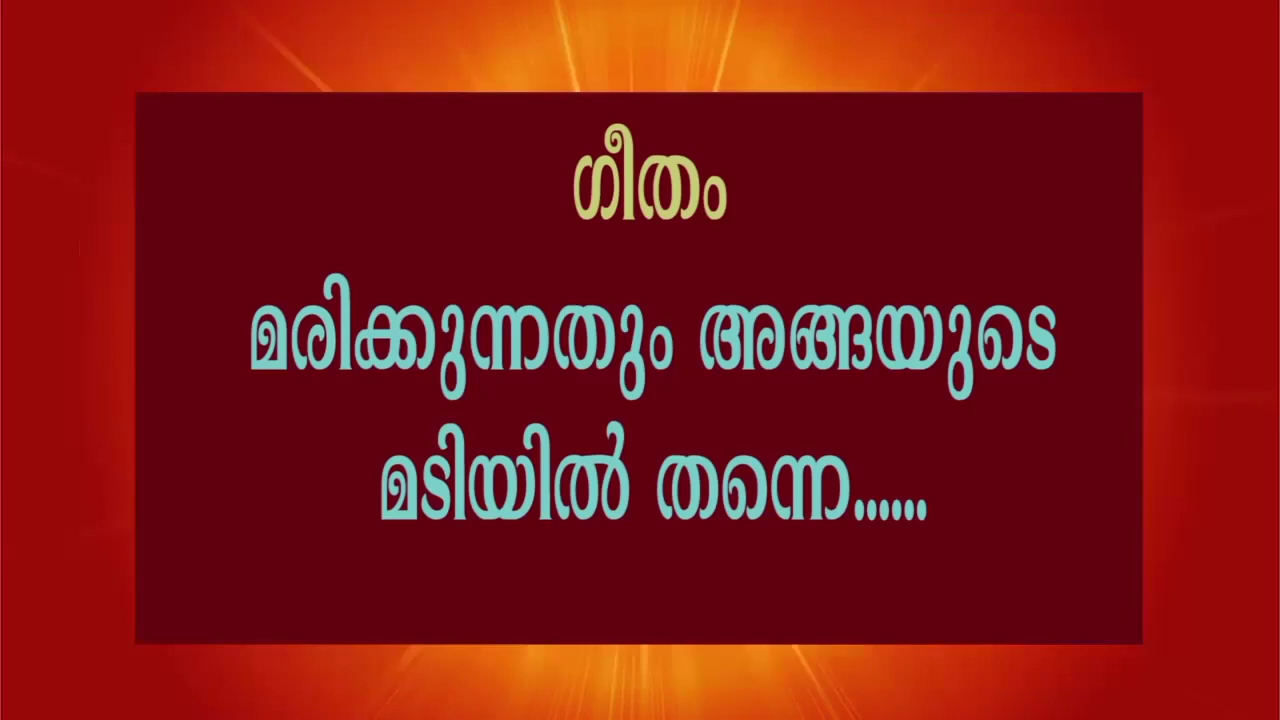 ഗീതം
മരിക്കുന്നതും അങ്ങയുടെ
മടിയിൽ തന്നെ......